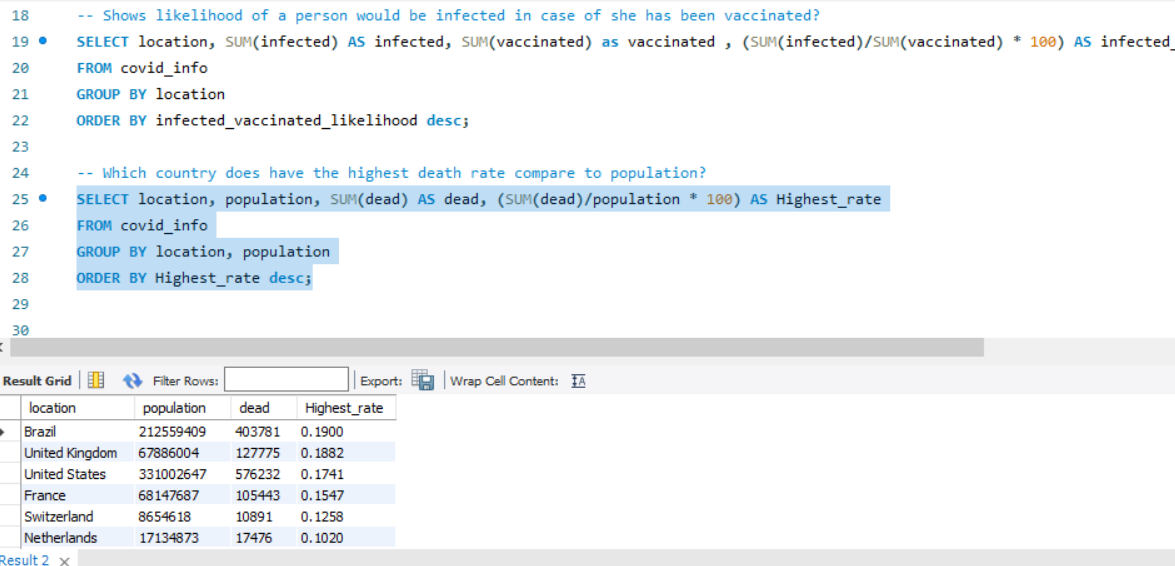 18 -- Shows likelihood of a person would be infected in case of she has been vaccinated?
19 SELECT location, SUM(infected) AS infected, SUM(vaccinated) as vaccinated , (SUM(infected)/SUM(vaccinated) * 100) AS infected_
20 FROM covid_info
21 GROUP BY location
22 ORDER BY infected_vaccinated_likelihood desc;
23
24 -- Which country does have the highest death rate compare to population?
25 SELECT location, population, SUM(dead) AS dead, (SUM(dead)/population * 100) AS Highest_rate
26 FROM covid_info
27 GROUP BY location, population
28 ORDER BY Highest_rate desc;
29
30
Result Grid Filter Rows: Export: Wrap Cell Content: IA
location population dead Highest_rate
Brazil 212559409 403781 0.1900
United Kingdom 67886004 127775 0.1882
United States 331002647 576232 0.1741
France 68147687 105443 0.1547
Switzerland 8654618 10891 0.1258
Netherlands 17134873 17476 0.1020
Result 2 ×